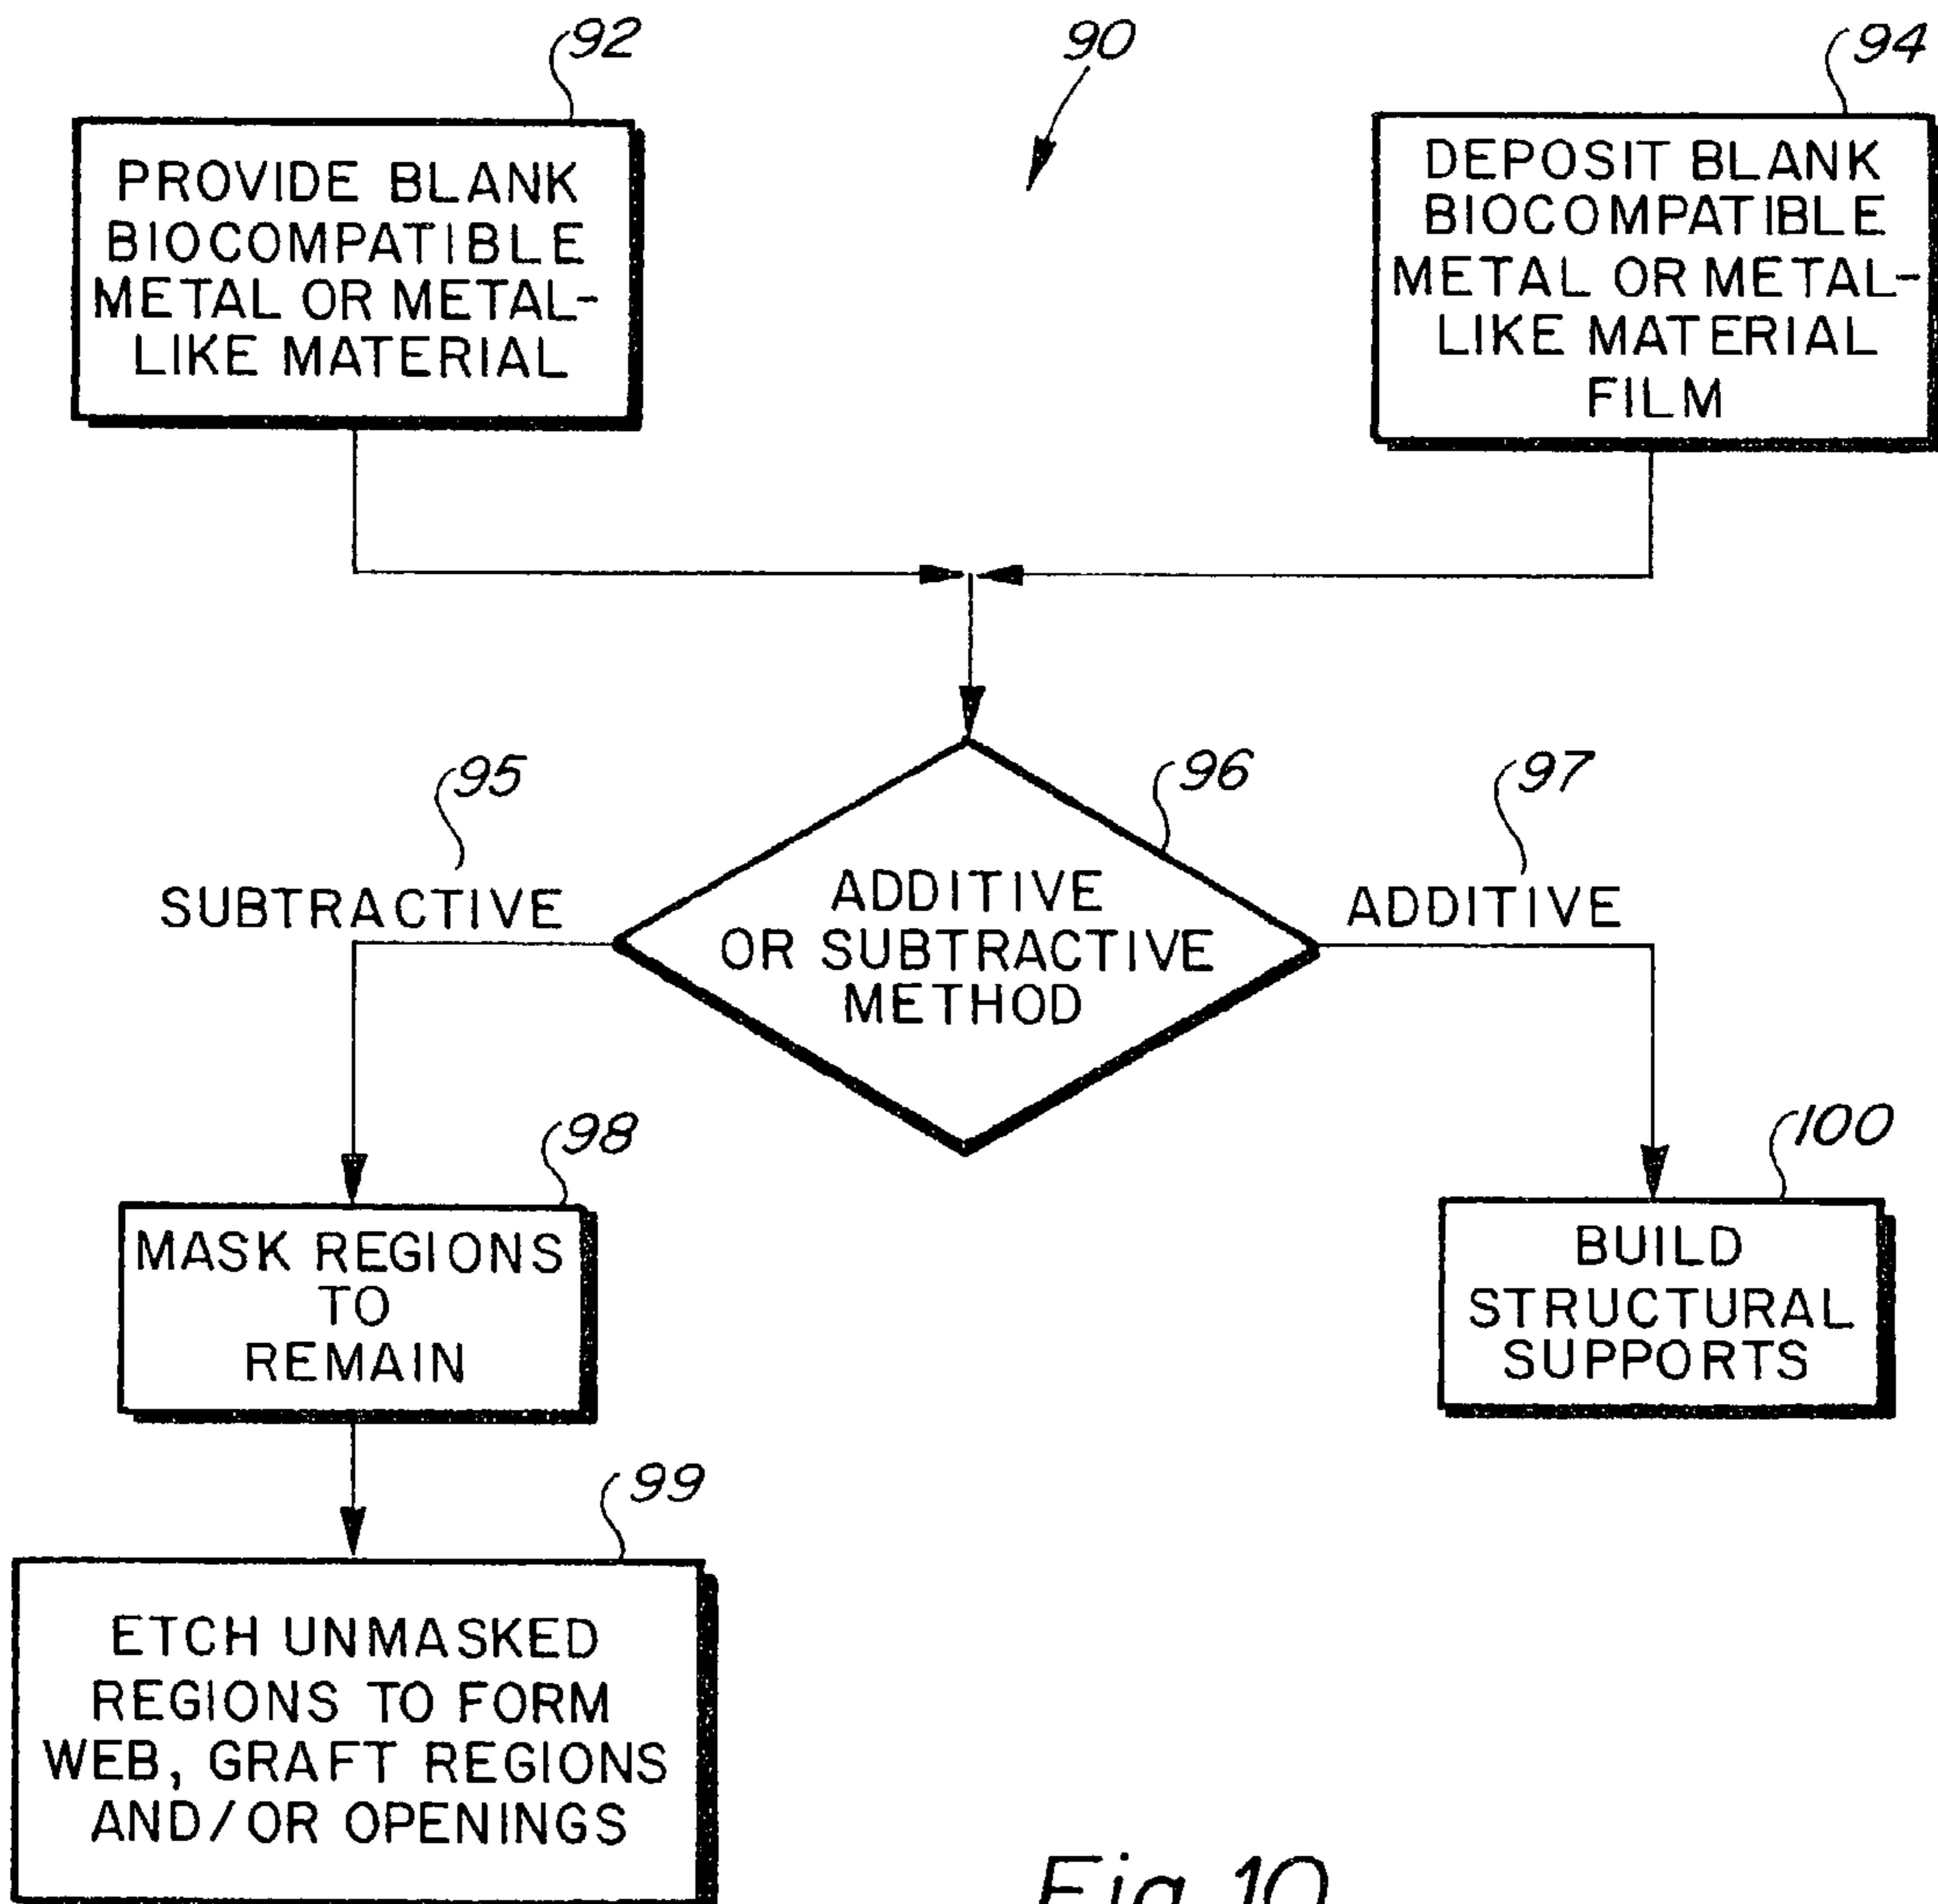 92
90
94
PROVIDE BLANK
BIOCOMPATIBLE
METAL OR METAL-
LIKE MATERIAL
DEPOSIT BLANK
BIOCOMPATIBLE
METAL OR METAL-
LIKE MATERIAL
FILM
95
96
97
SUBTRACTIVE
ADDITIVE
OR SUBTRACTIVE
METHOD
ADDITIVE
98
100
MASK REGIONS
TO
REMAIN
BUILD
STRUCTURAL
SUPPORTS
99
ETCH UNMASKED
REGIONS TO FORM
WEB, GRAFT REGIONS
AND/OR OPENINGS
Fig. 10